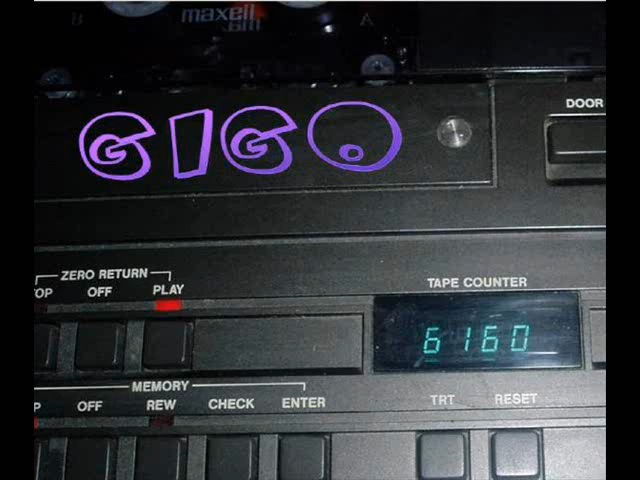 B maxell A
GIGO
DOOR
ZERO RETURN
OFF PLAY
TAPE COUNTER
6160
MEMORY
OFF REW CHECK ENTER TRT RESET